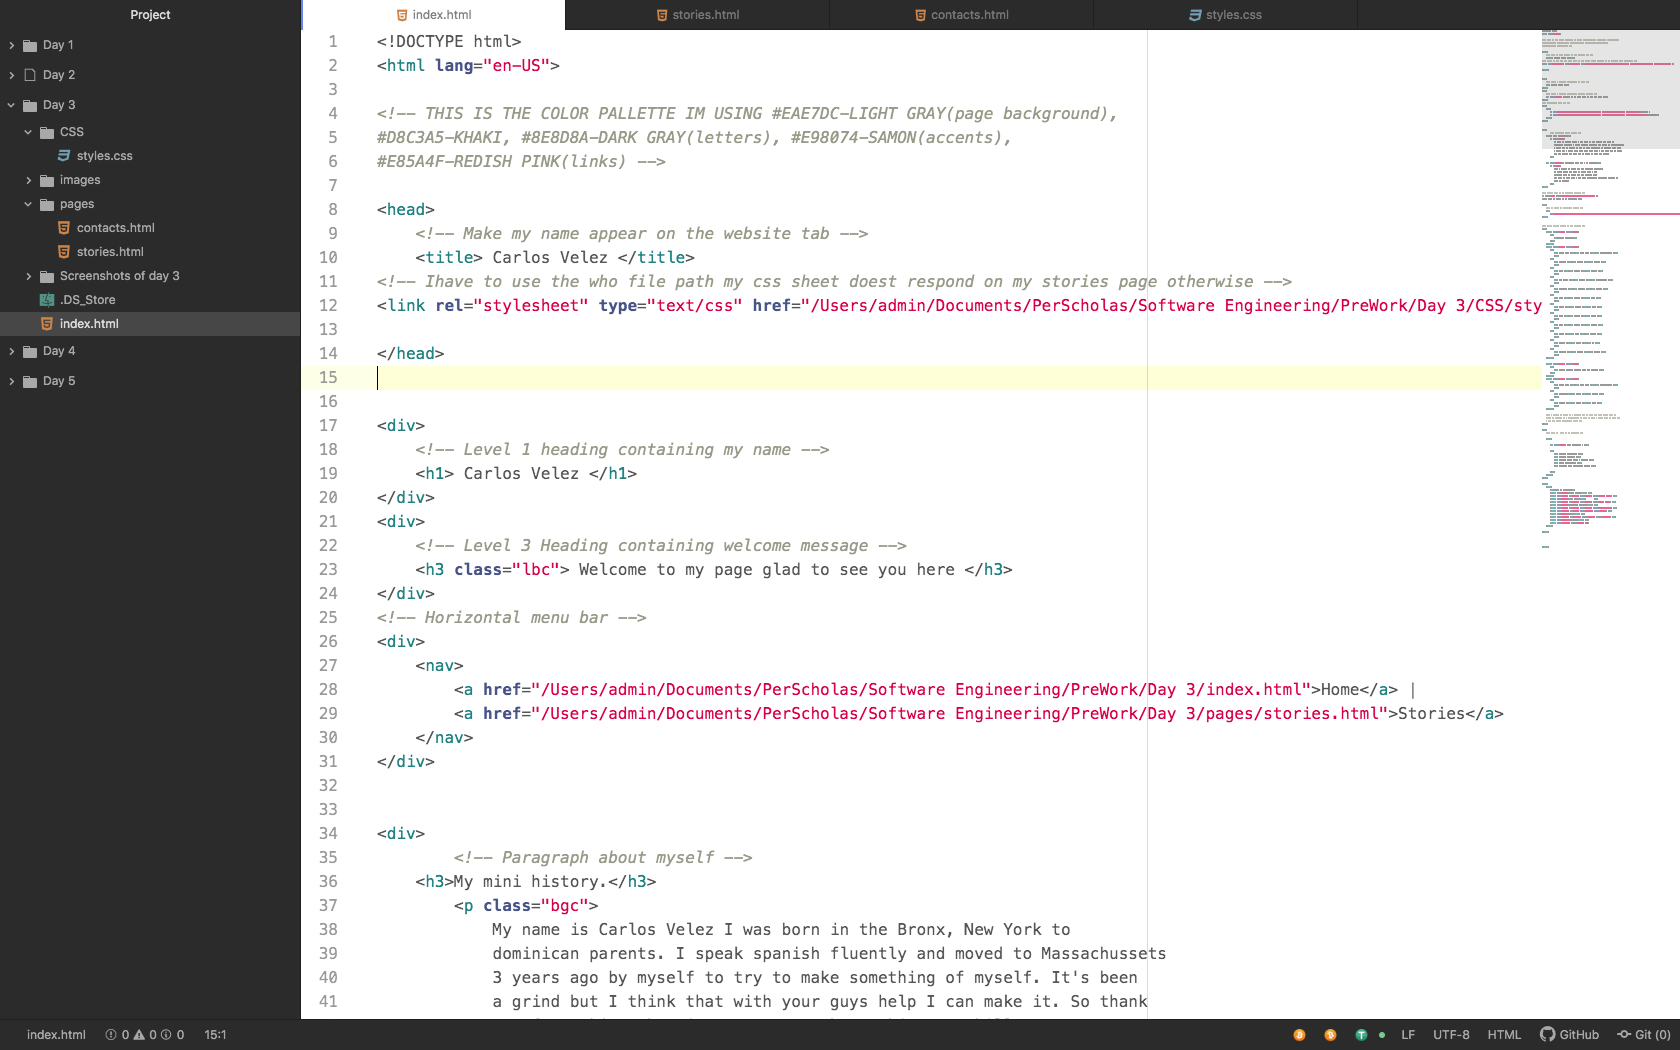 Project
index.html
stories.html
contacts.html
styles.css
Day 1
Day 2
Day 3
CSS
styles.css
images
pages
contacts.html
stories.html
Screenshots of day 3
.DS_Store
index.html
Day 4
Day 5
1 <!DOCTYPE html>
2 <html lang="en-US">
3
4 <!-- THIS IS THE COLOR PALLETTE IM USING #EAE7DC-LIGHT GRAY(page background),
5 #D8C3A5-KHAKI, #8E8D8A-DARK GRAY(letters), #E98074-SAMON(accents),
6 #E85A4F-REDISH PINK(links) -->
7
8 <head>
9 <!-- Make my name appear on the website tab -->
10 <title> Carlos Velez </title>
11 <!-- Ihave to use the who file path my css sheet doest respond on my stories page otherwise -->
12 <link rel="stylesheet" type="text/css" href="/Users/admin/Documents/PerScholas/Software Engineering/PreWork/Day 3/CSS/sty
13
14 </head>
15
16
17 <div>
18 <!-- Level 1 heading containing my name -->
19 <h1> Carlos Velez </h1>
20 </div>
21 <div>
22 <!-- Level 3 Heading containing welcome message -->
23 <h3 class="lbc"> Welcome to my page glad to see you here </h3>
24 </div>
25 <!-- Horizontal menu bar -->
26 <div>
27 <nav>
28 <a href="/Users/admin/Documents/PerScholas/Software Engineering/PreWork/Day 3/index.html">Home</a> |
29 <a href="/Users/admin/Documents/PerScholas/Software Engineering/PreWork/Day 3/pages/stories.html">Stories</a>
30 </nav>
31 </div>
32
33
34 <div>
35 <!-- Paragraph about myself -->
36 <h3>My mini history.</h3>
37 <p class="bgc">
38 My name is Carlos Velez I was born in the Bronx, New York to
39 dominican parents. I speak spanish fluently and moved to Massachussets
40 3 years ago by myself to try to make something of myself. It's been
41 a grind but I think that with your guys help I can make it. So thank
index.html 0 0 0 15:1 LF UTF-8 HTML GitHub Git (0)